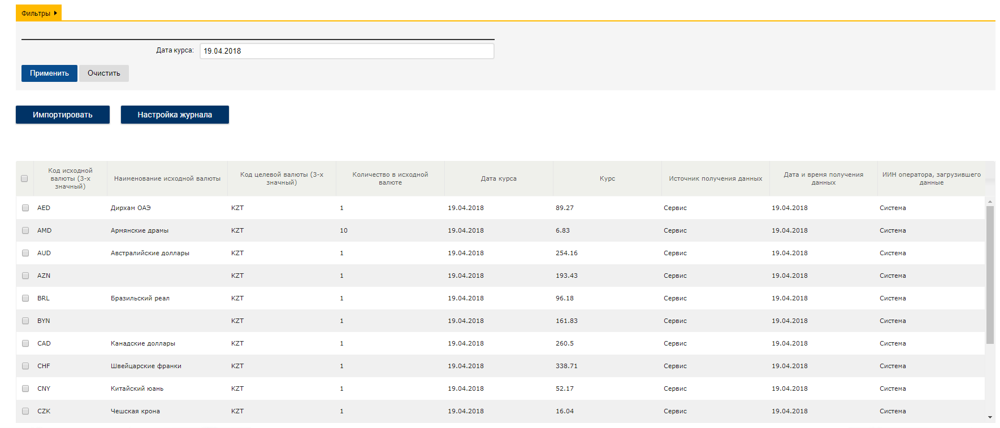 Фильтры
Дата курса: 19.04.2018
Применить Очистить
Импортировать Настройка журнала
Код исходной валюты (3-х значный) Наименование исходной валюты Код целевой валюты (3-х значный) Количество в исходной валюте Дата курса Курс Источник получения данных Дата и время получения данных ИИН оператора, загрузившего данные
AED Дирхам ОАЭ KZT 1 19.04.2018 89.27 Сервис 19.04.2018 Система
AMD Армянские драмы KZT 10 19.04.2018 6.83 Сервис 19.04.2018 Система
AUD Австралийские доллары KZT 1 19.04.2018 254.16 Сервис 19.04.2018 Система
AZN KZT 1 19.04.2018 193.43 Сервис 19.04.2018 Система
BRL Бразильский реал KZT 1 19.04.2018 96.18 Сервис 19.04.2018 Система
BYN KZT 1 19.04.2018 161.83 Сервис 19.04.2018 Система
CAD Канадские доллары KZT 1 19.04.2018 260.5 Сервис 19.04.2018 Система
CHF Швейцарские франки KZT 1 19.04.2018 338.71 Сервис 19.04.2018 Система
CNY Китайский юань KZT 1 19.04.2018 52.17 Сервис 19.04.2018 Система
CZK Чешская крона KZT 1 19.04.2018 16.04 Сервис 19.04.2018 Система